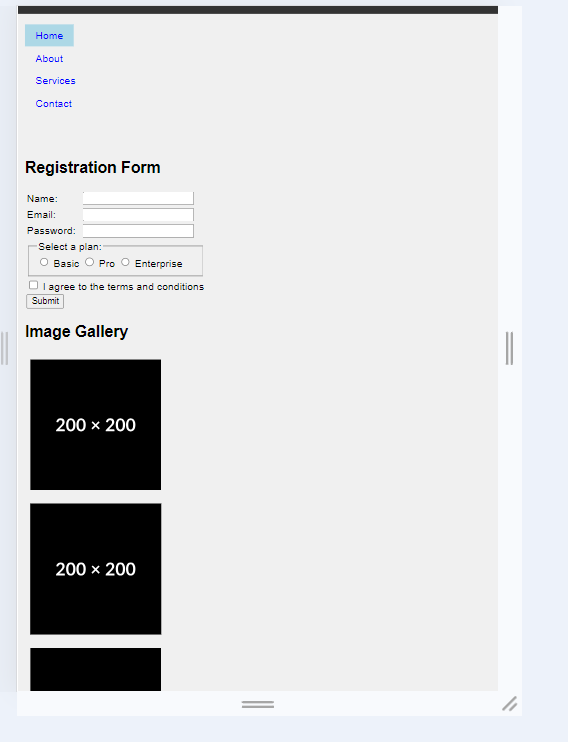 Home
About
Services
Contact
Registration Form
Name:
Email:
Password:
Select a plan:
Basic Pro Enterprise
I agree to the terms and conditions
Submit
Image Gallery
200 × 200
200 × 200